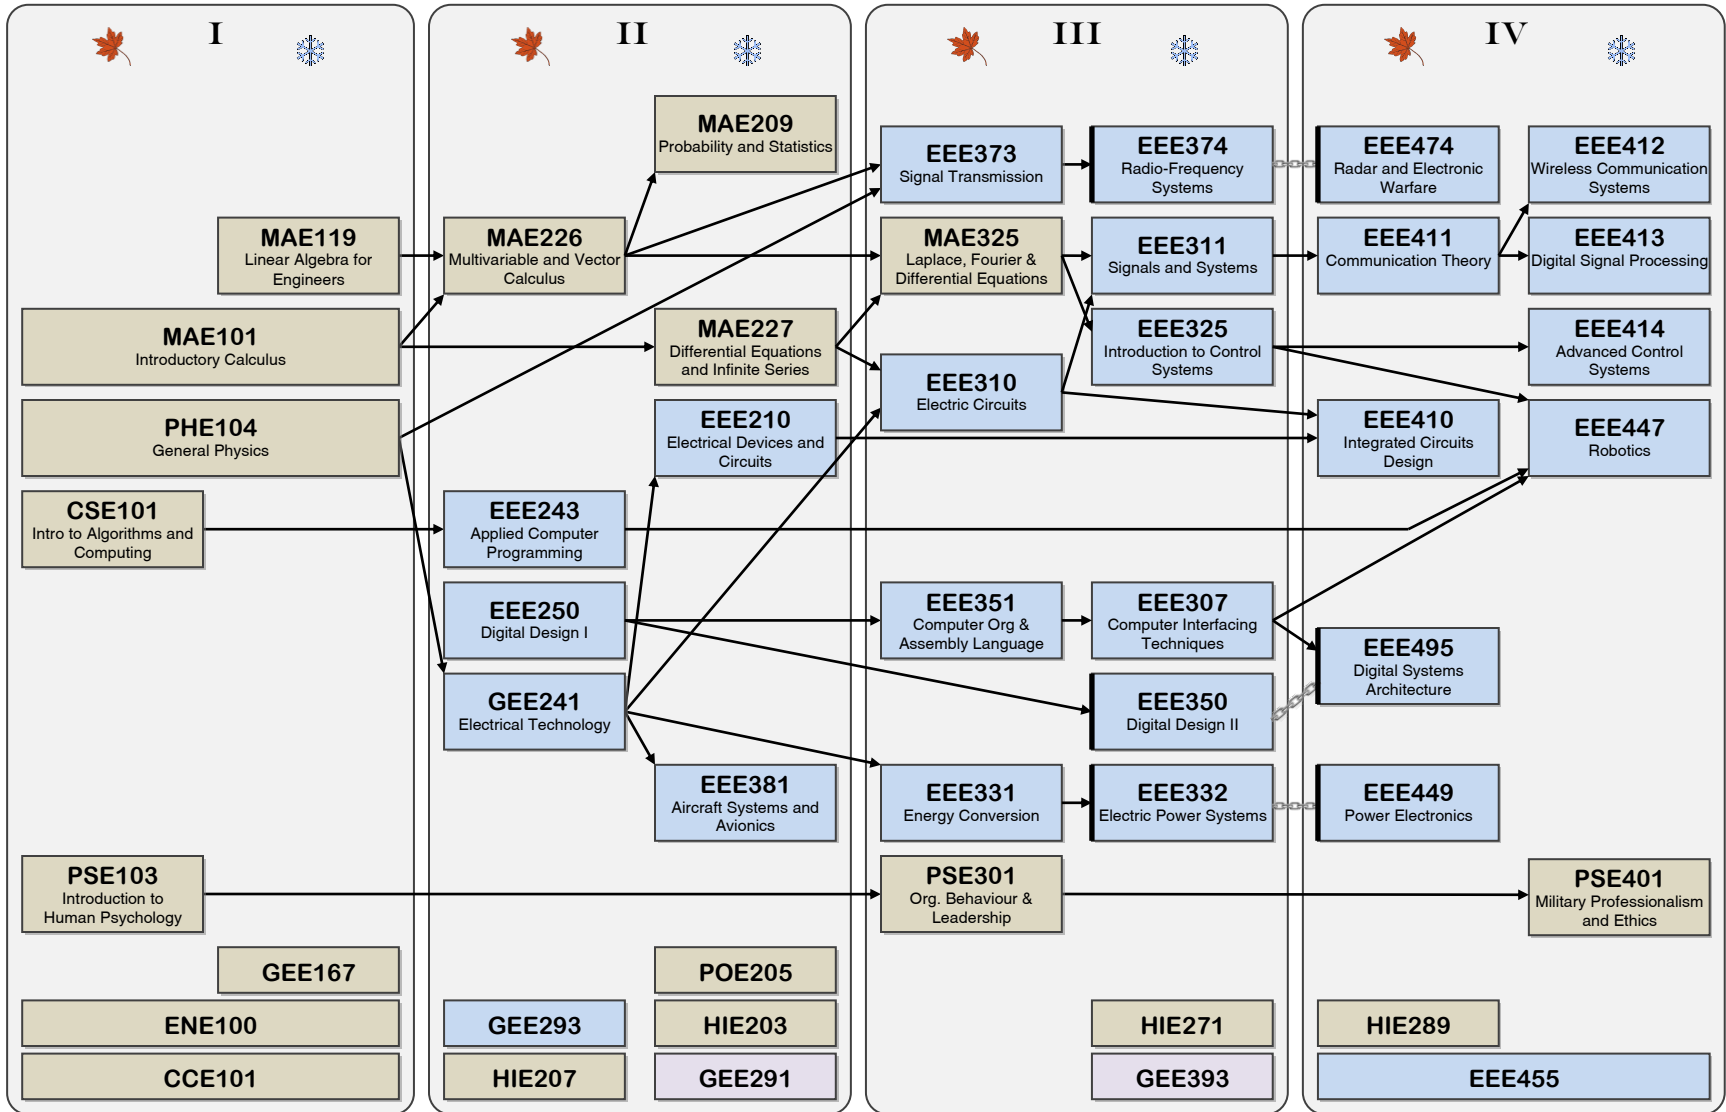 I
II
III
IV
MAE119
Linear Algebra for
Engineers
MAE101
Introductory Calculus
PHE104
General Physics
CSE101
Intro to Algorithms and
Computing
PSE103
Introduction to
Human Psychology
GEE167
ENE100
CCE101
MAE209
Probability and Statistics
MAE226
Multivariable and Vector
Calculus
MAE227
Differential Equations
and Infinite Series
EEE210
Electrical Devices and
Circuits
EEE243
Applied Computer
Programming
EEE250
Digital Design I
GEE241
Electrical Technology
EEE381
Aircraft Systems and
Avionics
POE205
GEE293
HIE203
HIE207
GEE291
EEE373
Signal Transmission
EEE374
Radio-Frequency
Systems
MAE325
Laplace, Fourier &
Differential Equations
EEE311
Signals and Systems
EEE325
Introduction to Control
Systems
EEE310
Electric Circuits
EEE351
Computer Org &
Assembly Language
EEE307
Computer Interfacing
Techniques
EEE350
Digital Design II
EEE331
Energy Conversion
EEE332
Electric Power Systems
PSE301
Org. Behaviour &
Leadership
HIE271
GEE393
EEE474
Radar and Electronic
Warfare
EEE412
Wireless Communication
Systems
EEE411
Communication Theory
EEE413
Digital Signal Processing
EEE414
Advanced Control
Systems
EEE410
Integrated Circuits
Design
EEE447
Robotics
EEE495
Digital Systems
Architecture
EEE449
Power Electronics
PSE401
Military Professionalism
and Ethics
HIE289
EEE455